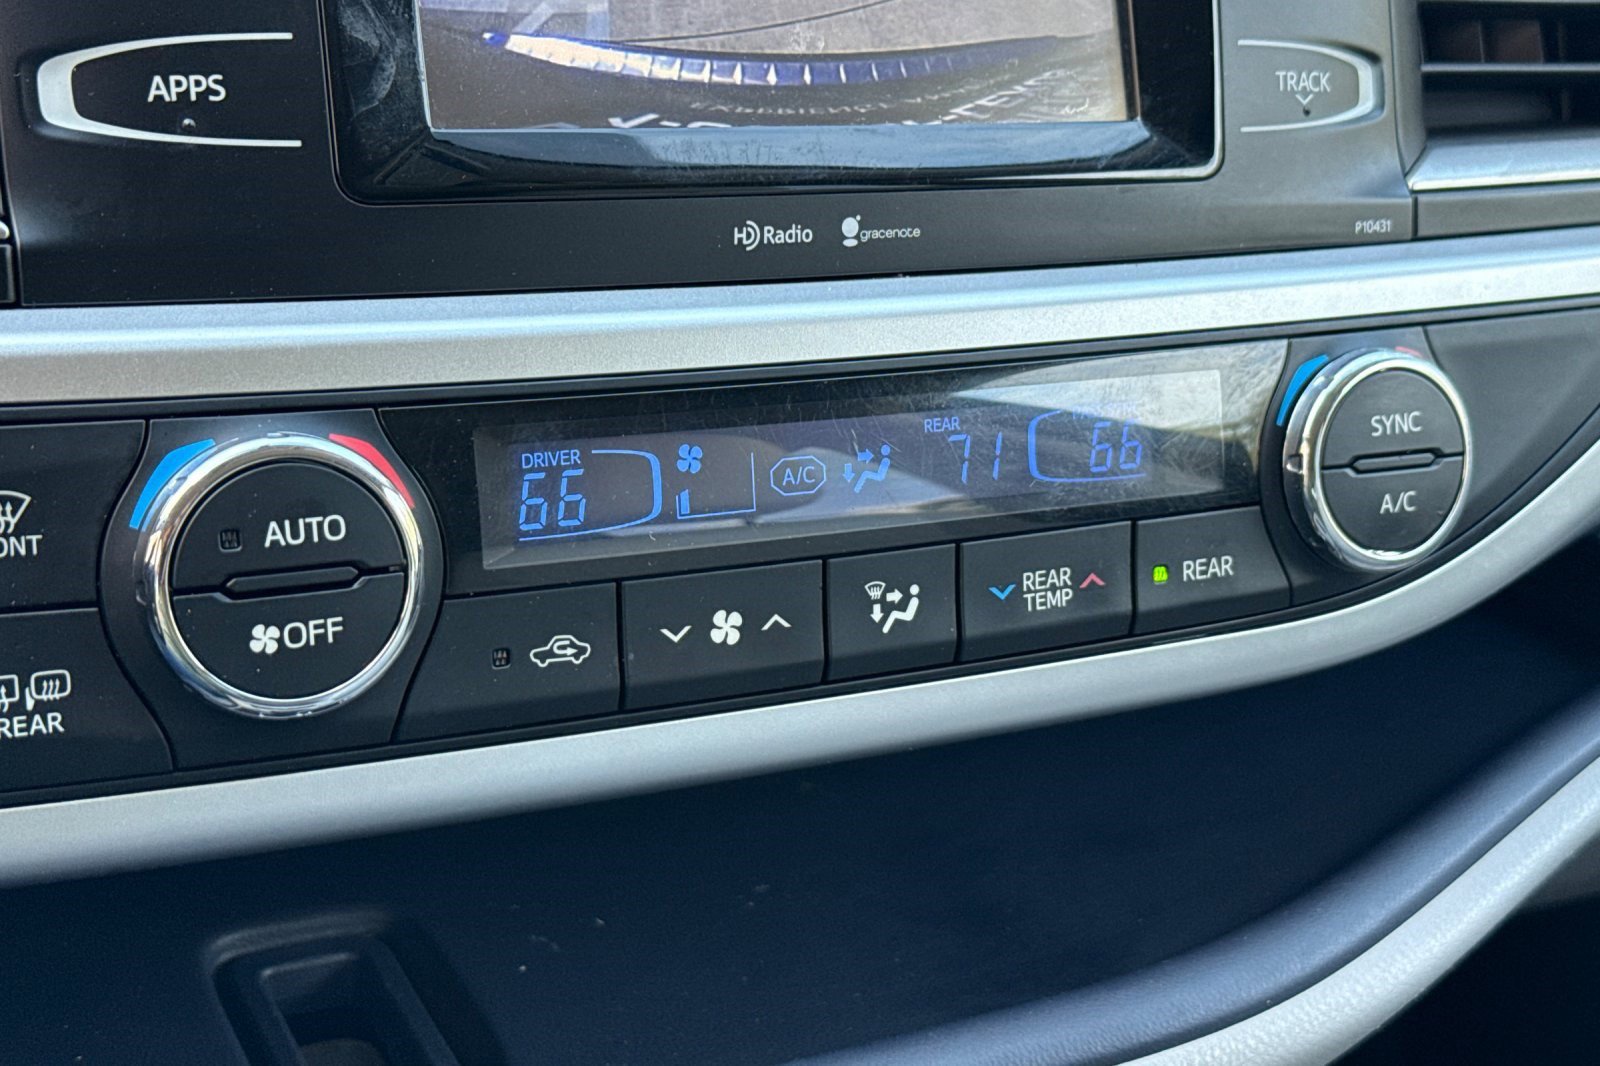 APPS
TRACK
HD Radio
gracenote
P10431
DRIVER
66
A/C
REAR
71
66
SYNC
A/C
AUTO
OFF
REAR
TEMP
REAR
REAR